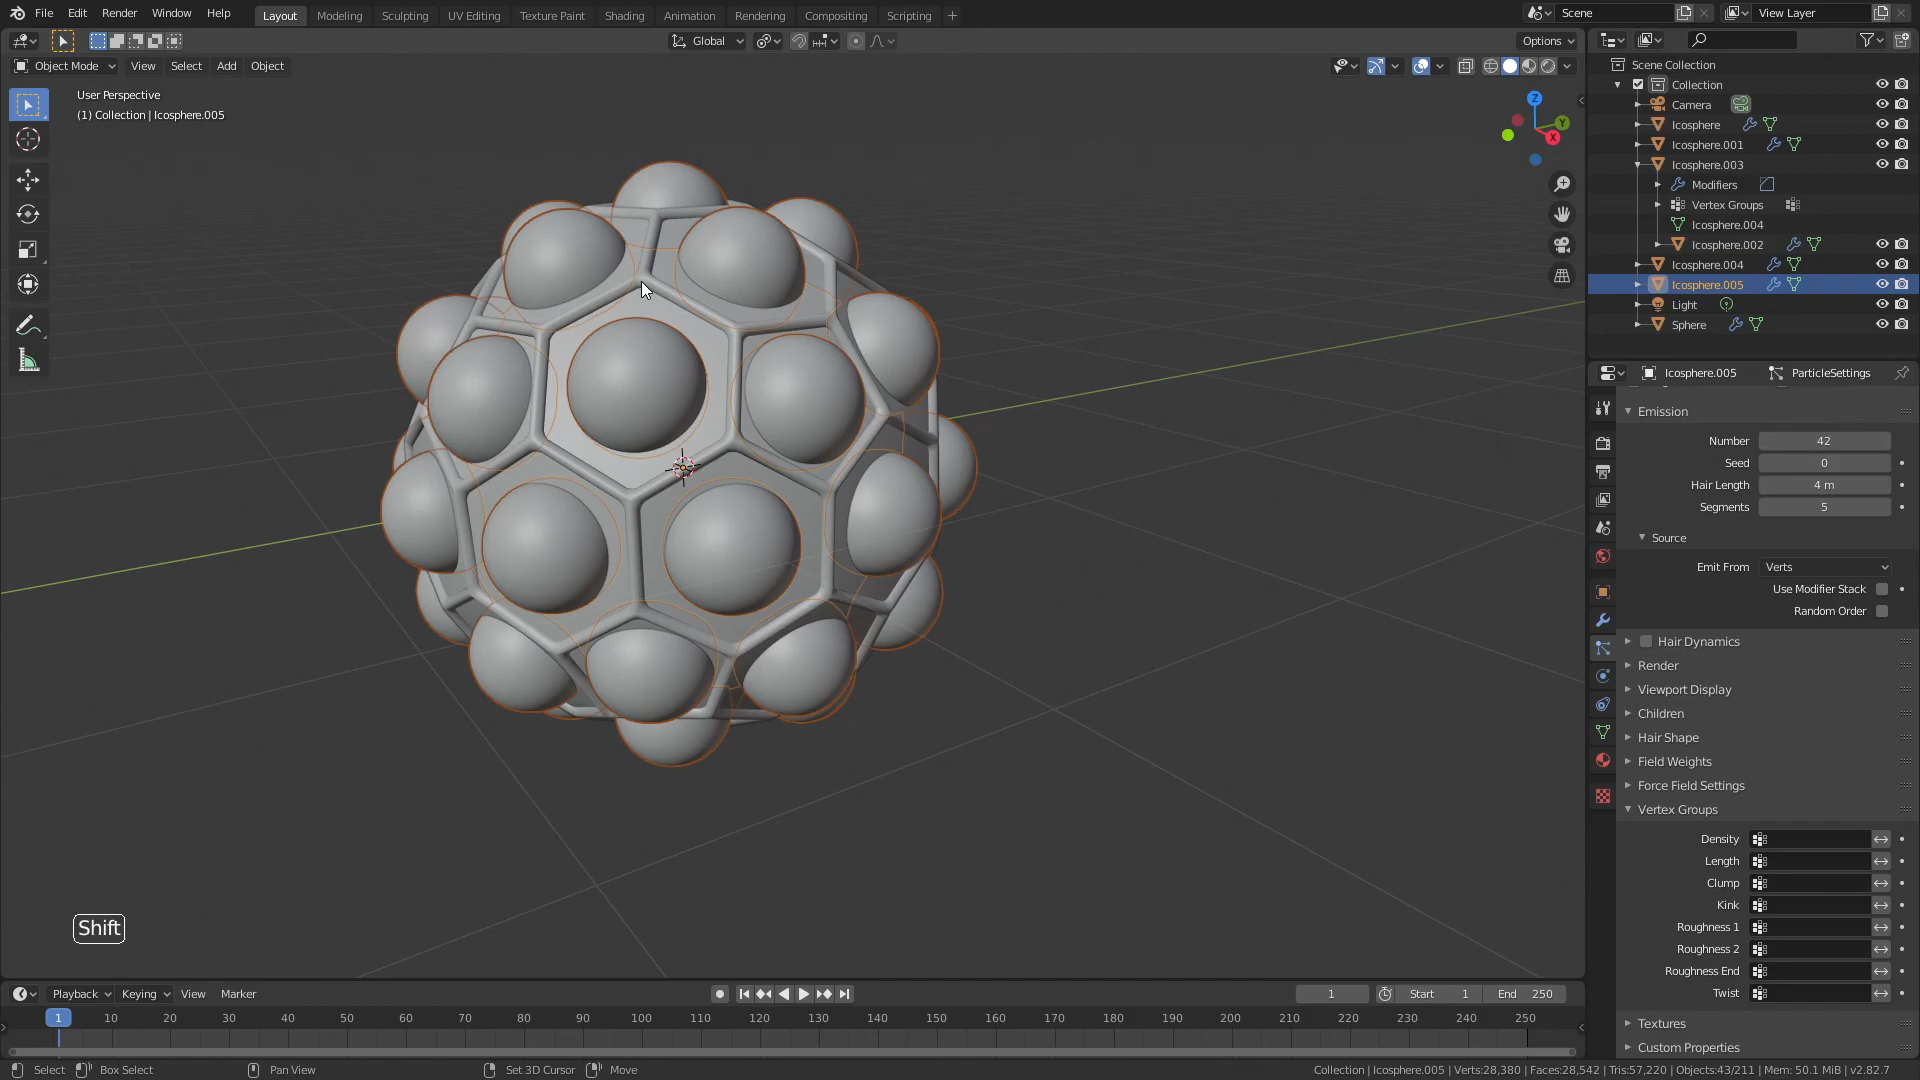 File Edit Render Window Help Layout Modeling Sculpting UV Editing Texture Paint Shading Animation Rendering Compositing Scripting + Scene View Layer
Global Options
Object Mode View Select Add Object
User Perspective
(1) Collection | Icosphere.005
Z
Y
X
Scene Collection
Collection
Camera
Icosphere
Icosphere.001
Icosphere.003
Modifiers
Vertex Groups
Icosphere.004
Icosphere.002
Icosphere.004
Icosphere.005
Light
Sphere
Icosphere.005 ParticleSettings
Emission
Number 42
Seed 0
Hair Length 4 m
Segments 5
Source
Emit From Verts
Use Modifier Stack
Random Order
Hair Dynamics
Render
Viewport Display
Children
Hair Shape
Field Weights
Force Field Settings
Vertex Groups
Density
Length
Clump
Kink
Roughness 1
Roughness 2
Roughness End
Twist
Textures
Custom Properties
Shift
Playback Keying View Marker 1 Start 1 End 250
1 10 20 30 40 50 60 70 80 90 100 110 120 130 140 150 160 170 180 190 200 210 220 230 240 250
Select Box Select Pan View Set 3D Cursor Move Collection | Icosphere.005 | Verts:28,380 | Faces:28,542 | Tris:57,220 | Objects:43/211 | Mem: 50.1 MiB | v2.82.7